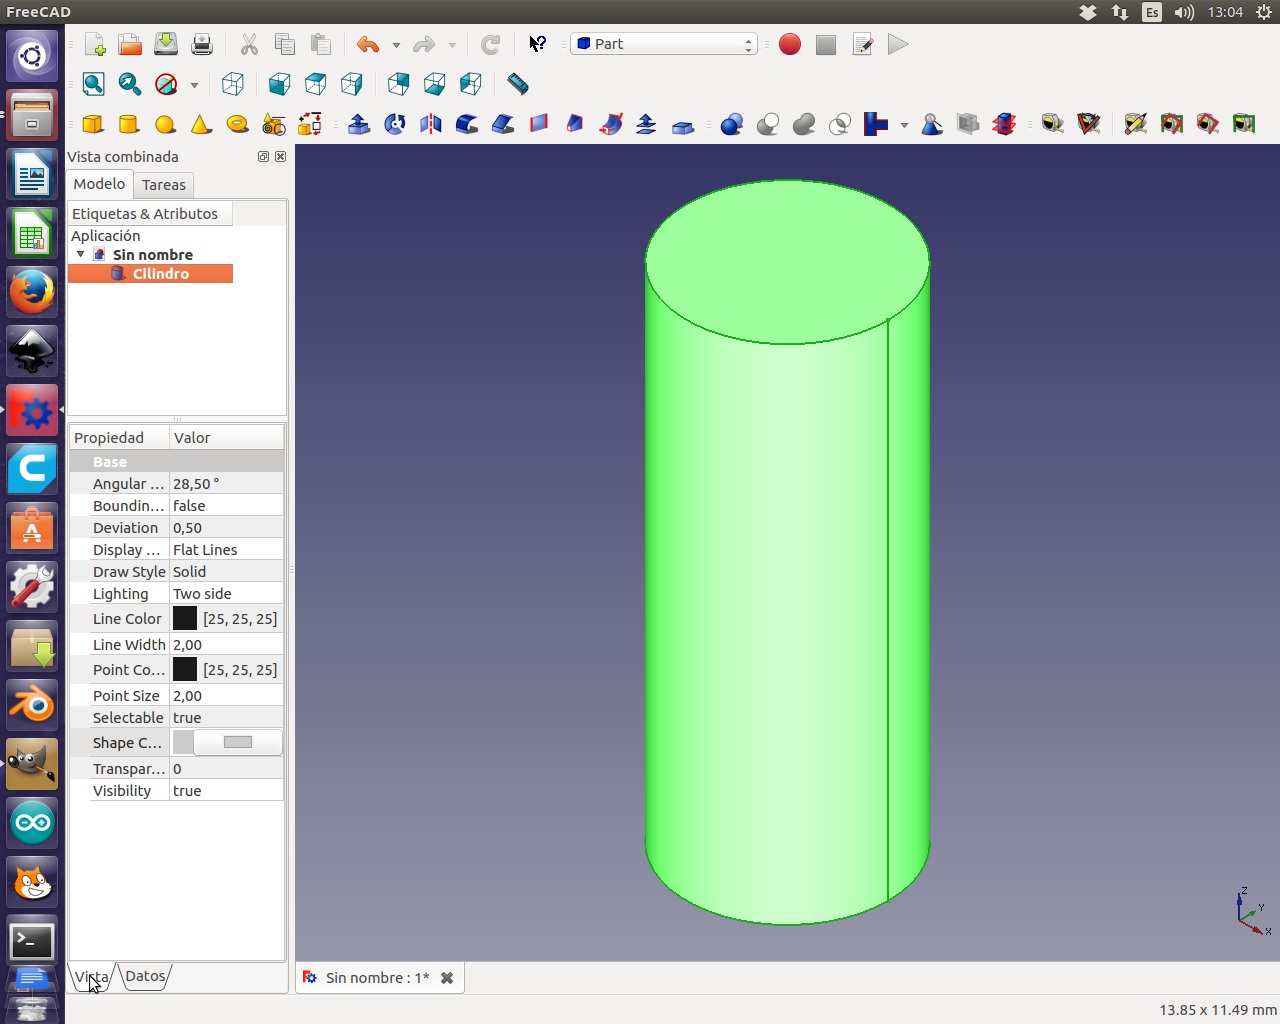 FreeCAD
Es
13:04
Part
Vista combinada
Modelo
Tareas
Etiquetas & Atributos
Aplicación
Sin nombre
Cilindro
Propiedad Valor
Base
Angular ... 28,50 °
Boundin... false
Deviation 0,50
Display ... Flat Lines
Draw Style Solid
Lighting Two side
Line Color [25, 25, 25]
Line Width 2,00
Point Co... [25, 25, 25]
Point Size 2,00
Selectable true
Shape C...
Transpar... 0
Visibility true
Vista
Datos
Sin nombre : 1*
Z
Y
X
13.85 x 11.49 mm